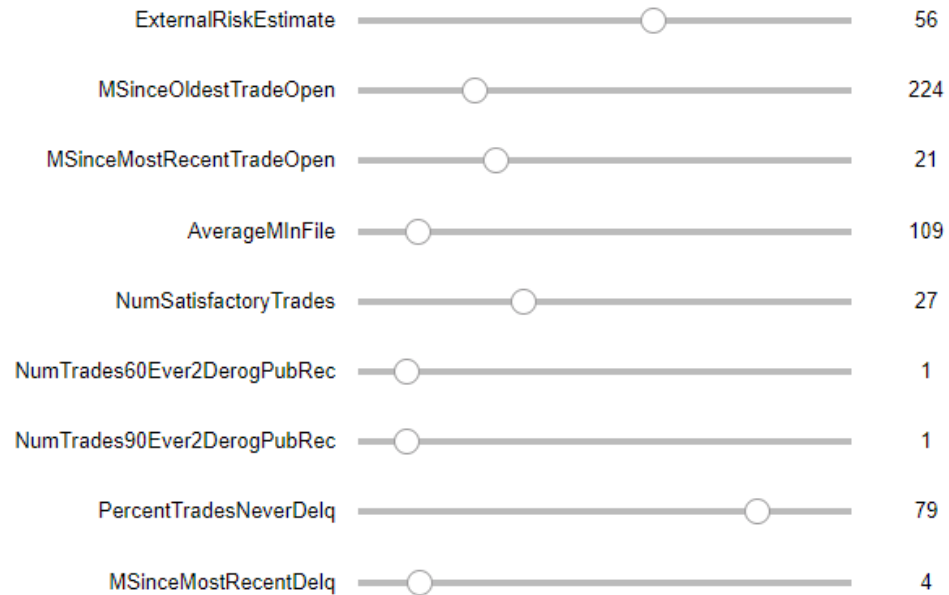 ExternalRiskEstimate 56
MSinceOldestTradeOpen 224
MSinceMostRecentTradeOpen 21
AverageMInFile 109
NumSatisfactoryTrades 27
NumTrades60Ever2DerogPubRec 1
NumTrades90Ever2DerogPubRec 1
PercentTradesNeverDelq 79
MSinceMostRecentDelq 4